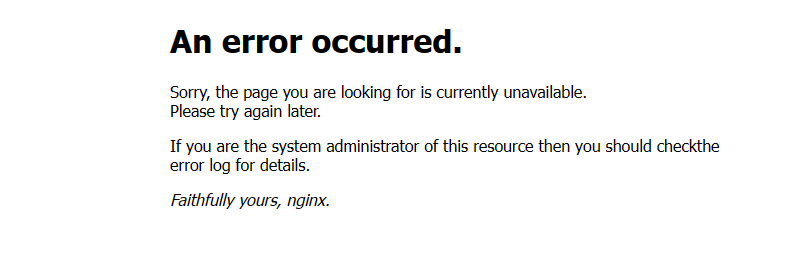 An error occurred.
Sorry, the page you are looking for is currently unavailable.
Please try again later.
If you are the system administrator of this resource then you should checkthe
error log for details.
Faithfully yours, nginx.